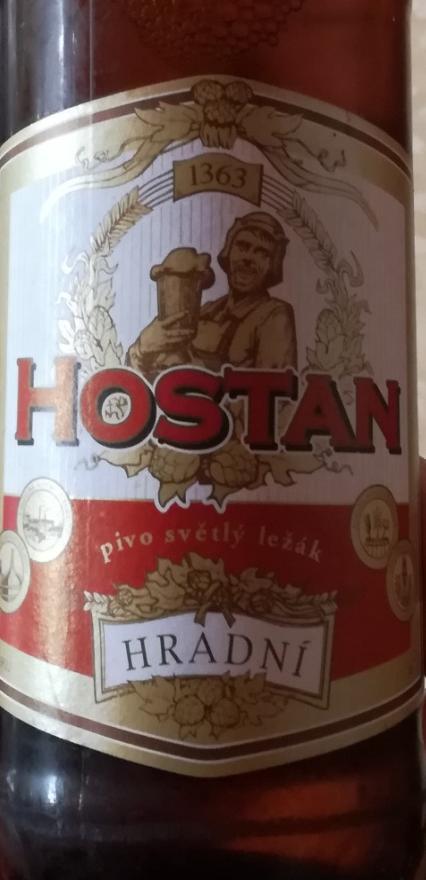 1363
HOSTAN
pivo světlý ležák
HRADNÍ